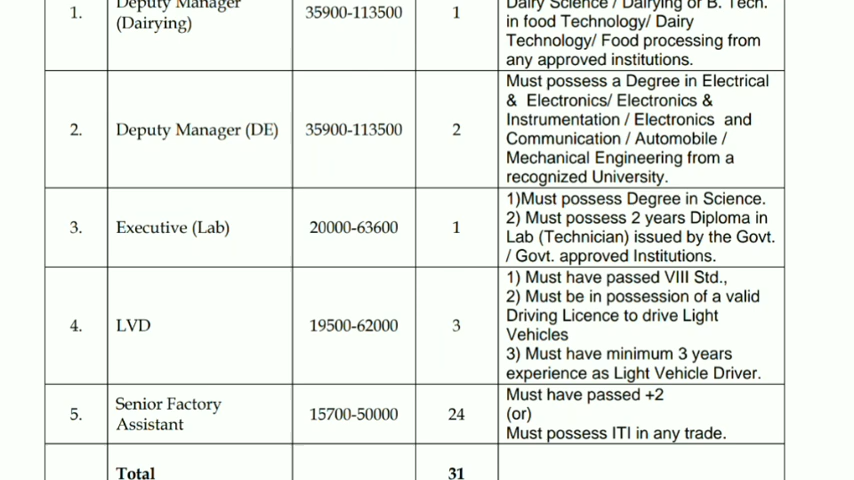 1.
Deputy Manager
(Dairying)
35900-113500
1
Dairy Science / Dairying or B. Tech.
in food Technology/ Dairy
Technology/ Food processing from
any approved institutions.
2.
Deputy Manager (DE)
35900-113500
2
Must possess a Degree in Electrical
& Electronics/ Electronics &
Instrumentation / Electronics and
Communication / Automobile /
Mechanical Engineering from a
recognized University.
3.
Executive (Lab)
20000-63600
1
1)Must possess Degree in Science.
2) Must possess 2 years Diploma in
Lab (Technician) issued by the Govt.
/ Govt. approved Institutions.
4.
LVD
19500-62000
3
1) Must have passed VIII Std.,
2) Must be in possession of a valid
Driving Licence to drive Light
Vehicles
3) Must have minimum 3 years
experience as Light Vehicle Driver.
5.
Senior Factory
Assistant
15700-50000
24
Must have passed +2
(or)
Must possess ITI in any trade.
Total
31